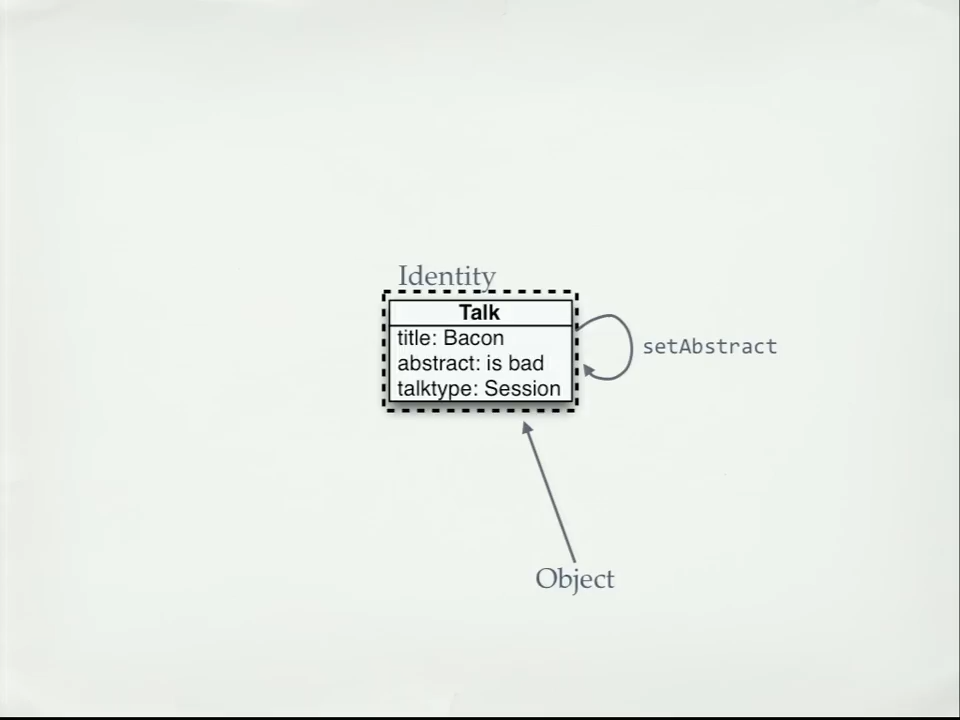 Identity
Talk
title: Bacon
abstract: is bad
talktype: Session
setAbstract
Object